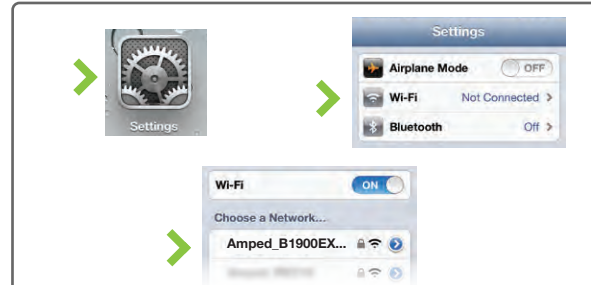 Settings
Settings
Airplane Mode OFF
Wi-Fi Not Connected
Bluetooth Off
Wi-Fi ON
Choose a Network...
Amped_B1900EX...